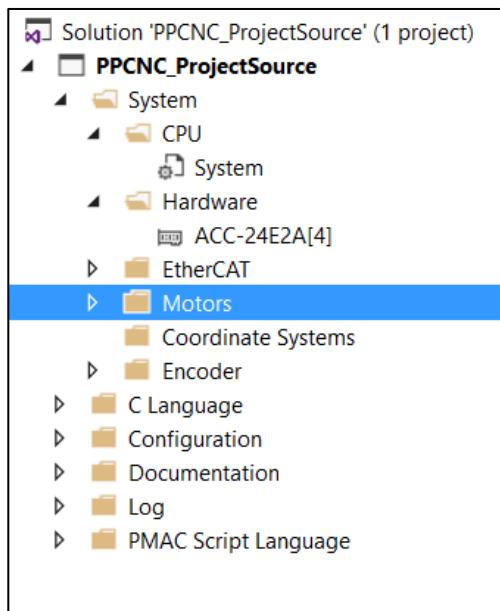 Solution 'PPCNC_ProjectSource' (1 project)
PPCNC_ProjectSource
System
CPU
System
Hardware
ACC-24E2A[4]
EtherCAT
Motors
Coordinate Systems
Encoder
C Language
Configuration
Documentation
Log
PMAC Script Language